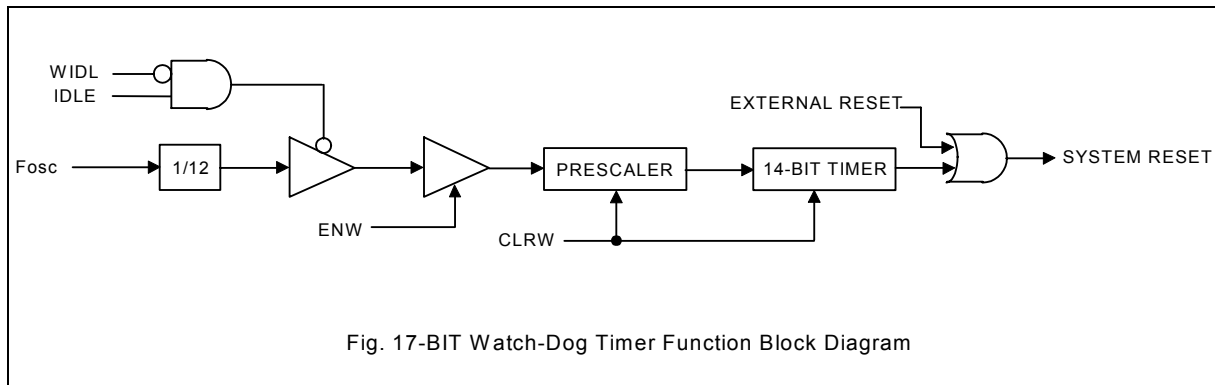 WIDL
IDLE
EXTERNAL RESET
Fosc
1/12
PRESCALER
14-BIT TIMER
SYSTEM RESET
ENW
CLRW
Fig. 17-BIT Watch-Dog Timer Function Block Diagram